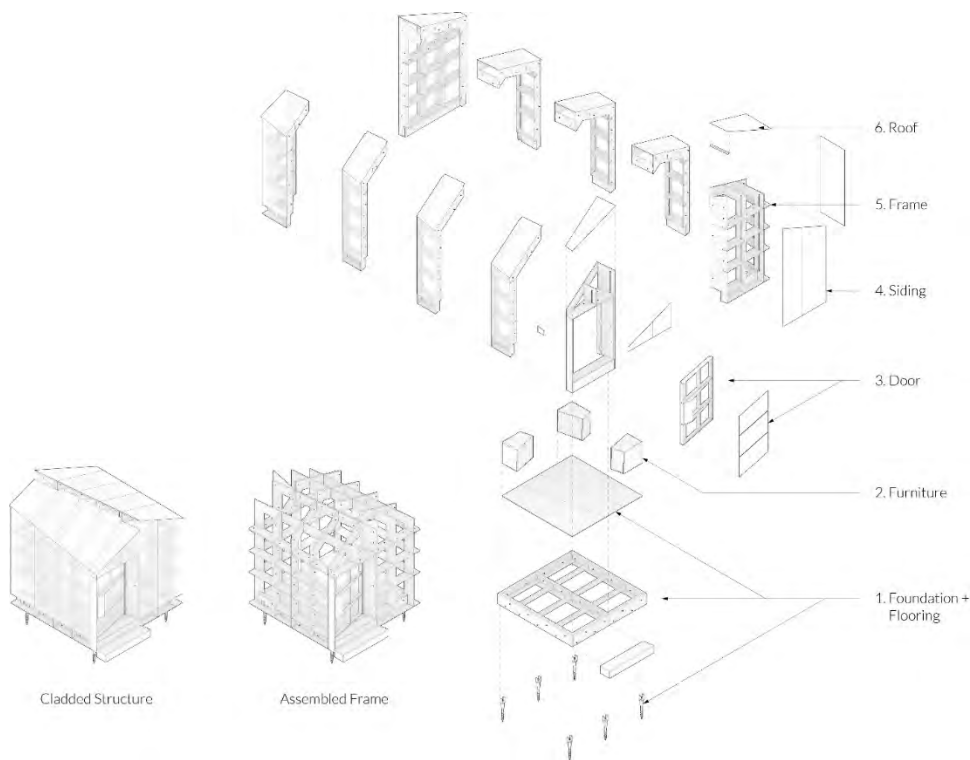 6. Roof
5. Frame
4. Siding
3. Door
2. Furniture
1. Foundation +
Flooring
Cladded Structure
Assembled Frame